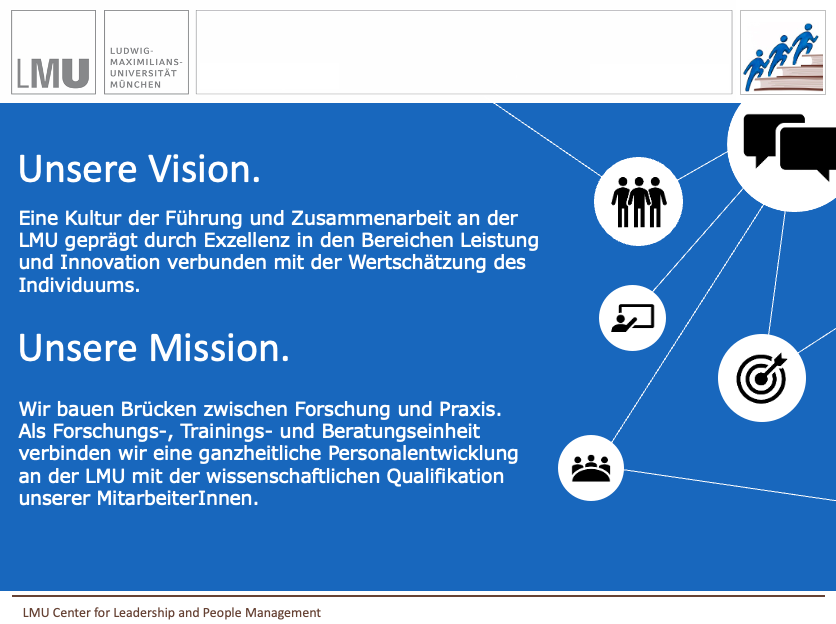 LMU
LUDWIG-
MAXIMILIANS-
UNIVERSITÄT
MÜNCHEN
Unsere Vision.
Eine Kultur der Führung und Zusammenarbeit an der
LMU geprägt durch Exzellenz in den Bereichen Leistung
und Innovation verbunden mit der Wertschätzung des
Individuums.
Unsere Mission.
Wir bauen Brücken zwischen Forschung und Praxis.
Als Forschungs-, Trainings- und Beratungseinheit
verbinden wir eine ganzheitliche Personalentwicklung
an der LMU mit der wissenschaftlichen Qualifikation
unserer MitarbeiterInnen.
LMU Center for Leadership and People Management